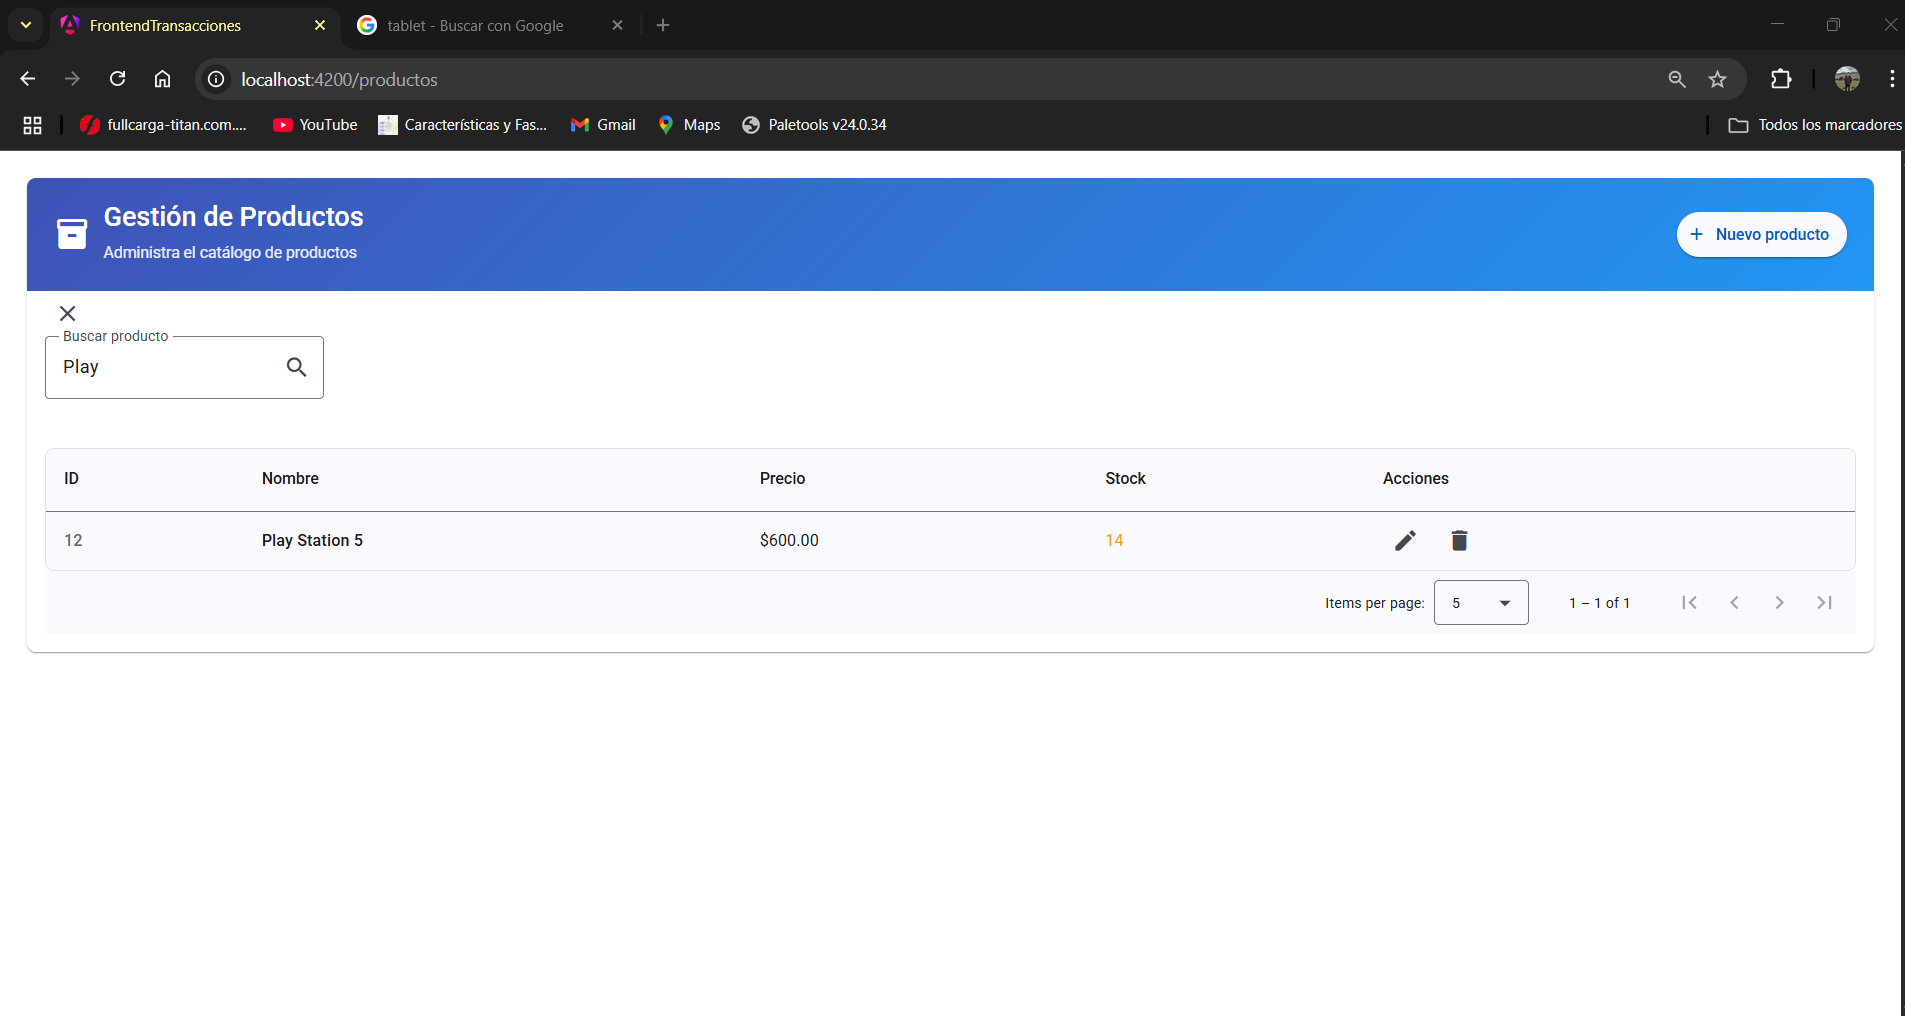 FrontendTransacciones
tablet - Buscar con Google
localhost:4200/productos
fullcarga-titan.com....
YouTube
Características y Fas...
Gmail
Maps
Paletools v24.0.34
Todos los marcadores
Gestión de Productos
Administra el catálogo de productos
Nuevo producto
Buscar producto
Play
ID Nombre Precio Stock Acciones
12 Play Station 5 $600.00 14
Items per page: 5 1 – 1 of 1